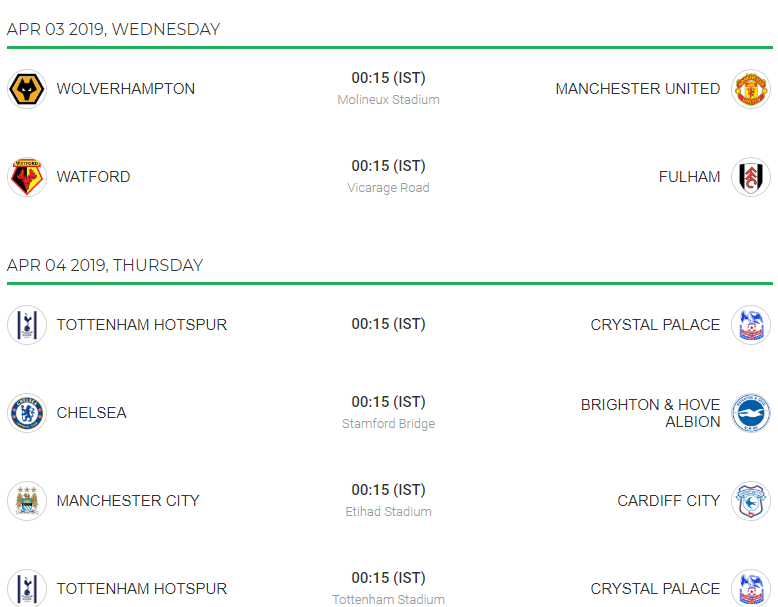 APR 03 2019, WEDNESDAY
WOLVERHAMPTON
00:15 (IST)
Molineux Stadium
MANCHESTER UNITED
WATFORD
00:15 (IST)
Vicarage Road
FULHAM
APR 04 2019, THURSDAY
TOTTENHAM HOTSPUR
00:15 (IST)
CRYSTAL PALACE
CHELSEA
00:15 (IST)
Stamford Bridge
BRIGHTON & HOVE
ALBION
MANCHESTER CITY
00:15 (IST)
Etihad Stadium
CARDIFF CITY
TOTTENHAM HOTSPUR
00:15 (IST)
Tottenham Stadium
CRYSTAL PALACE